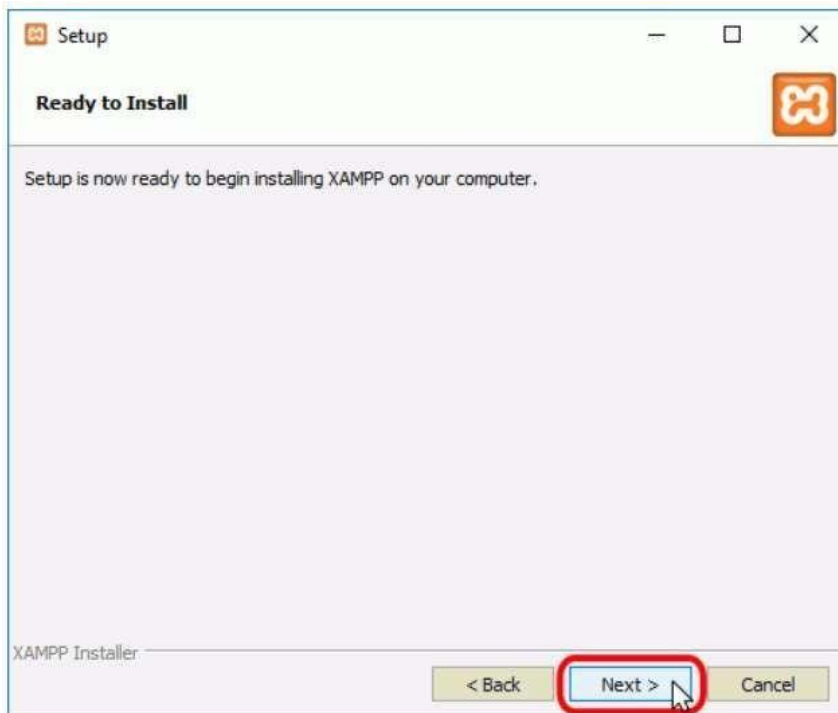 Setup
Ready to Install
Setup is now ready to begin installing XAMPP on your computer.
XAMPP Installer
< Back Next > Cancel